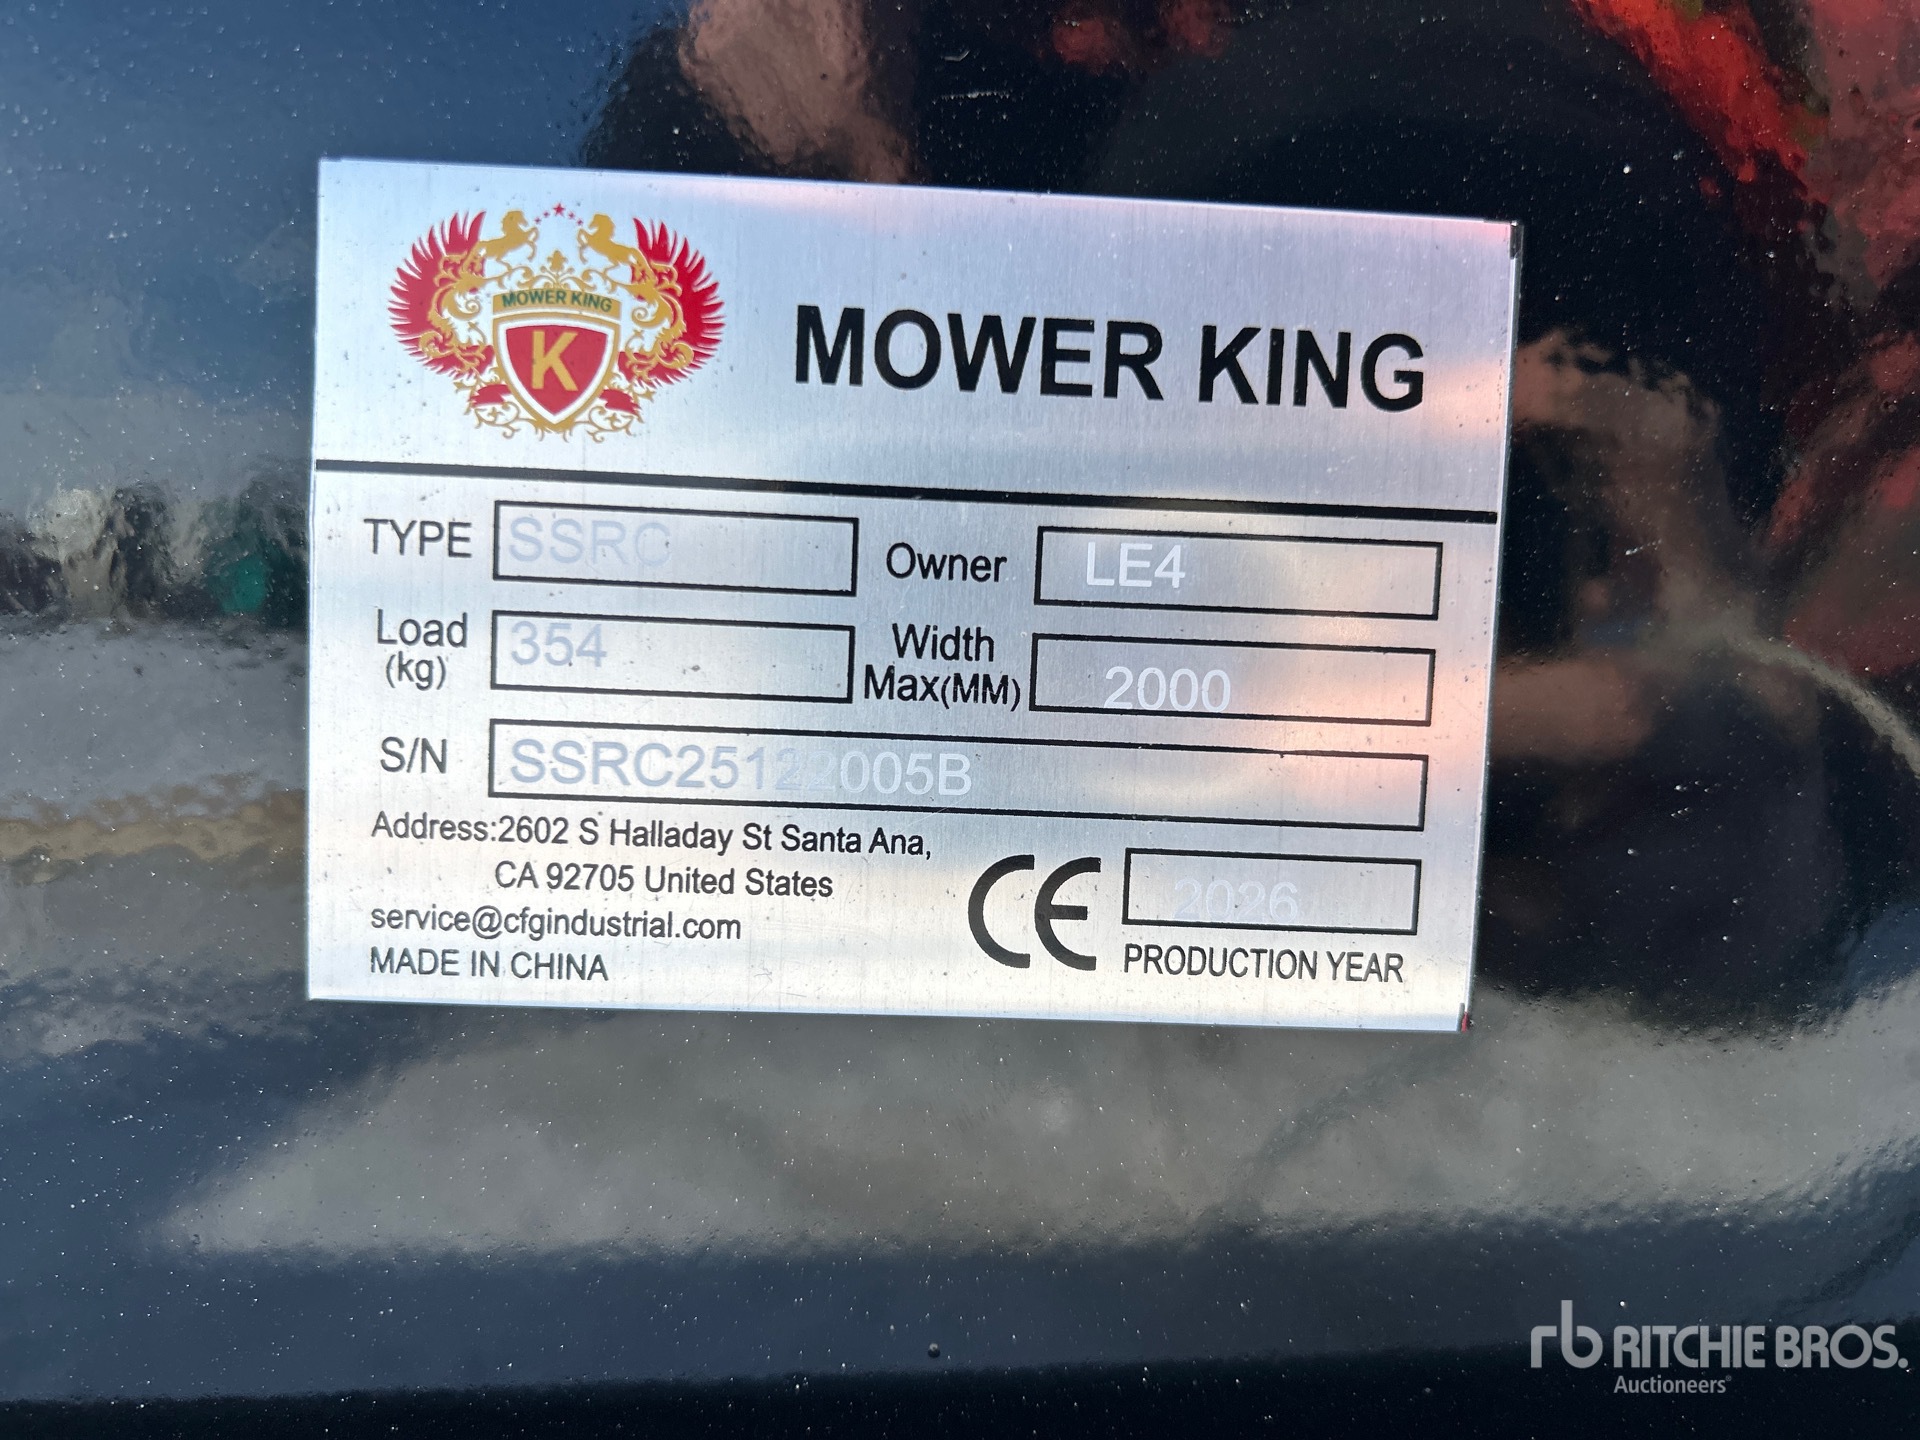 MOWER KING
K
MOWER KING
TYPE SSRC Owner LE4
Load (kg) 354 Width Max(MM) 2000
S/N SSRC25122005B
Address:2602 S Halladay St Santa Ana,
CA 92705 United States
service@cfgindustrial.com
MADE IN CHINA
CE 2026
PRODUCTION YEAR
rb RITCHIE BROS.
Auctioneers®